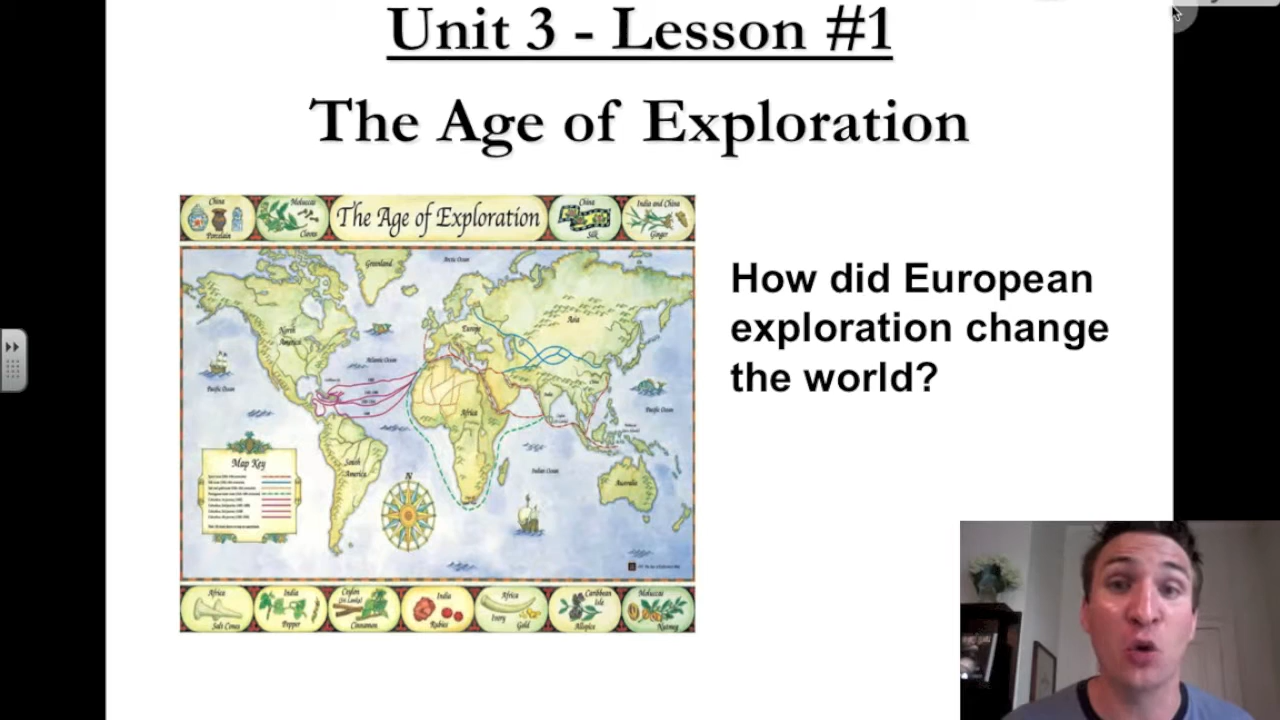 Unit 3 - Lesson #1
The Age of Exploration
China
Porcelain
Moluccas
Cloves
The Age of Exploration
China
Silk
India and China
Ginger
Greenland
Arctic Ocean
North
America
Europe
Asia
Atlantic Ocean
Pacific Ocean
Pacific Ocean
China
India
Africa
South
America
Indian Ocean
Australia
Map Key
N
How did European
exploration change
the world?
Africa
Salt Cones
India
Pepper
Ceylon
(Sri Lanka)
Cinnamon
India
Rubies
Africa
Ivory Gold
Caribbean
Isle
Allspice
Moluccas
Nutmeg